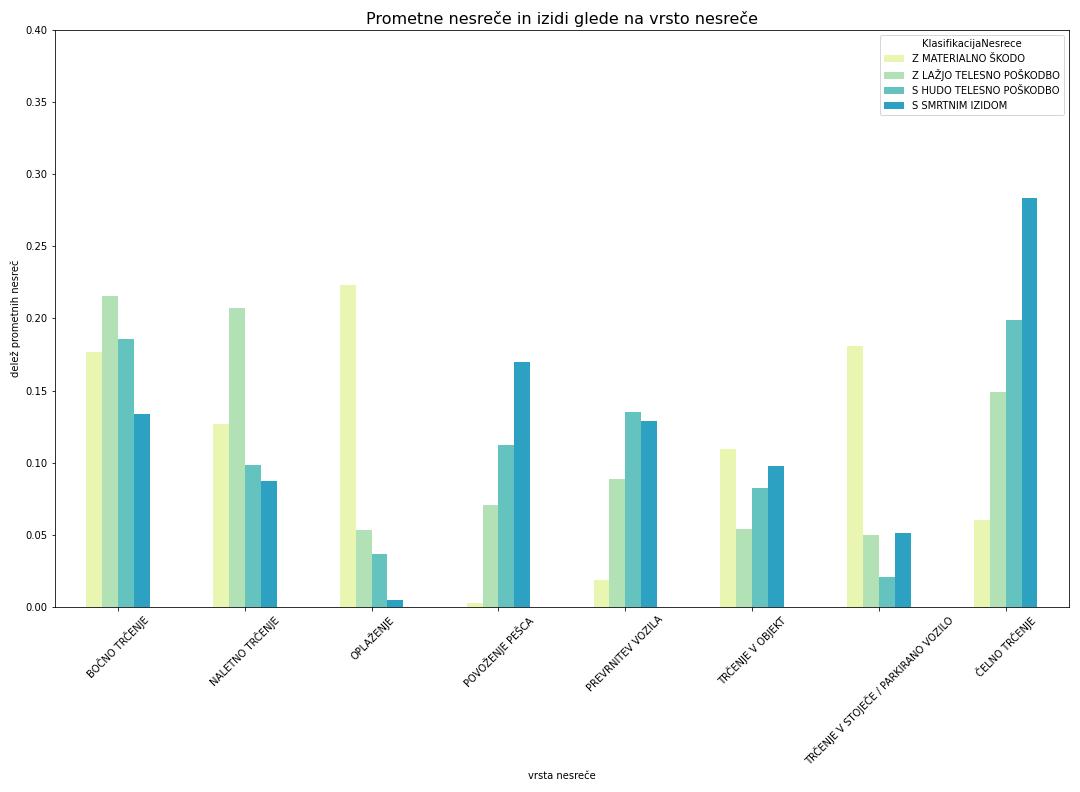 Prometne nesreče in izidi glede na vrsto nesreče
KlasifikacijaNesrece
Z MATERIALNO ŠKODO
Z LAŽJO TELESNO POŠKODBO
S HUDO TELESNO POŠKODBO
S SMRTNIM IZIDOM
delež prometnih nesreč
0.40
0.35
0.30
0.25
0.20
0.15
0.10
0.05
0.00
BOČNO TRČENJE
NALETNO TRČENJE
OPLAŽENJE
POVOŽENJE PEŠCA
PREVRNITEV VOZILA
TRČENJE V OBJEKT
TRČENJE V STOJEČE / PARKIRANO VOZILO
ČELNO TRČENJE
vrsta nesreče